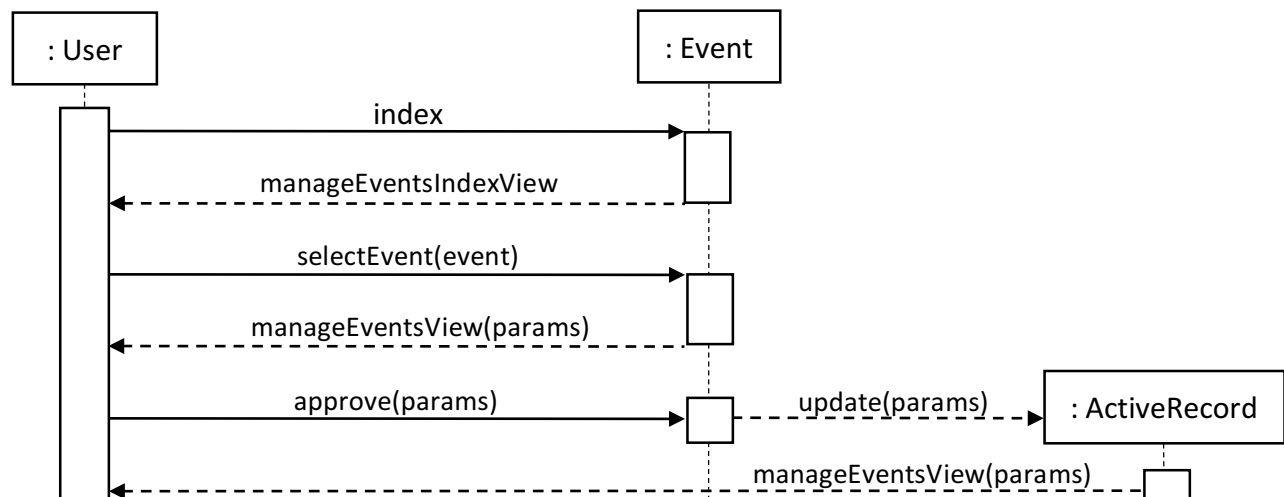 : User
: Event
index
manageEventsIndexView
selectEvent(event)
manageEventsView(params)
approve(params)
update(params)
: ActiveRecord
manageEventsView(params)